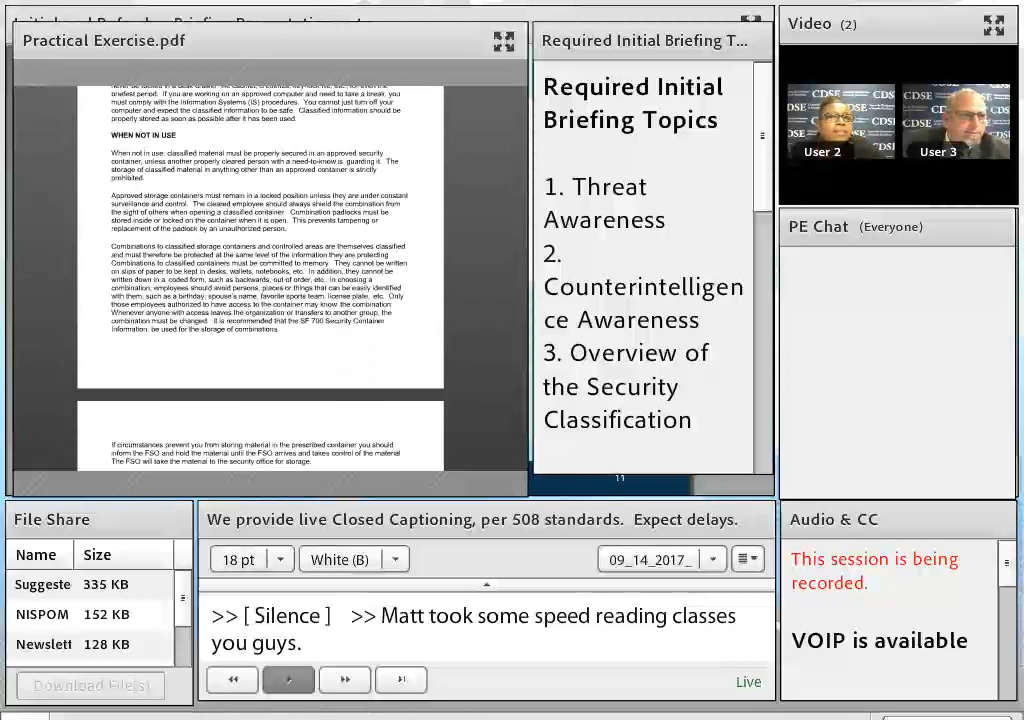 Practical Exercise.pdf
briefest period. If you are working on an approved computer and need to take a break, you
must comply with the Information Systems (IS) procedures. You cannot just turn off your
computer and expect the classified information to be safe. Classified information should be
properly stored as soon as possible after it has been used.
WHEN NOT IN USE
When not in use, classified material must be properly secured in an approved security
container, unless another properly cleared person with a need-to-know is guarding it. The
storage of classified material in anything other than an approved container is strictly
prohibited.
Approved storage containers must remain in a locked position unless they are under constant
surveillance and control. The cleared employee should always shield the combination from
the sight of others when opening a classified container. Combination padlocks must be
stored inside or locked on the container when it is open. This prevents tampering or
replacement of the padlock by an unauthorized person.
Combinations to classified storage containers and controlled areas are themselves classified
and must therefore be protected at the same level of the information they are protecting
Combinations to classified containers must be committed to memory. They cannot be written
on slips of paper to be kept in desks, wallets, notebooks, etc. In addition, they cannot be
written down in a coded form, such as backwards, out of order, etc. In choosing a
combination, employees should avoid persons, places or things that can be easily identified
with them, such as a birthday, spouse's name, favorite sports team, license plate, etc. Only
those employees authorized to have access to the container may know the combination
Whenever anyone with access leaves the organization or transfers to another group, the
combination must be changed. It is recommended that the SF 700 Security Container
Information, be used for the storage of combinations.
If circumstances prevent you from storing material in the prescribed container you should
inform the FSO and hold the material until the FSO arrives and takes control of the material
The FSO will take the material to the security office for storage.
Required Initial Briefing T...
Required Initial
Briefing Topics
1. Threat
Awareness
2.
Counterintelligen
ce Awareness
3. Overview of
the Security
Classification
11
Video (2)
CDSE
CDSE
User 2
User 3
PE Chat (Everyone)
File Share
Name Size
Suggeste 335 KB
NISPOM 152 KB
Newslett 128 KB
Download File(s)
We provide live Closed Captioning, per 508 standards. Expect delays.
18 pt White (B) 09_14_2017_
>> [ Silence ] >> Matt took some speed reading classes
you guys.
Live
Audio & CC
This session is being
recorded.
VOIP is available